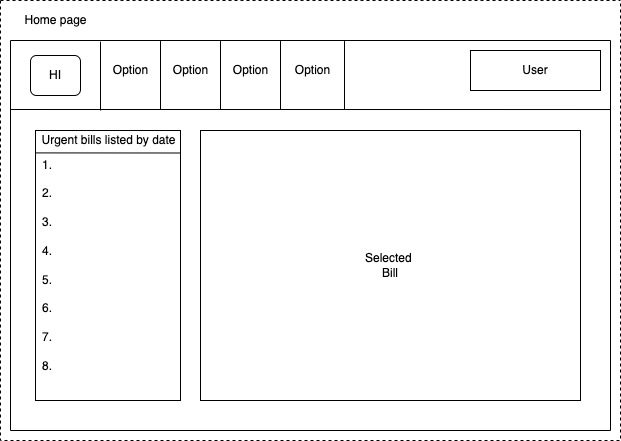 Home page
HI
Option
Option
Option
Option
User
Urgent bills listed by date
1.
2.
3.
4.
5.
6.
7.
8.
Selected
Bill